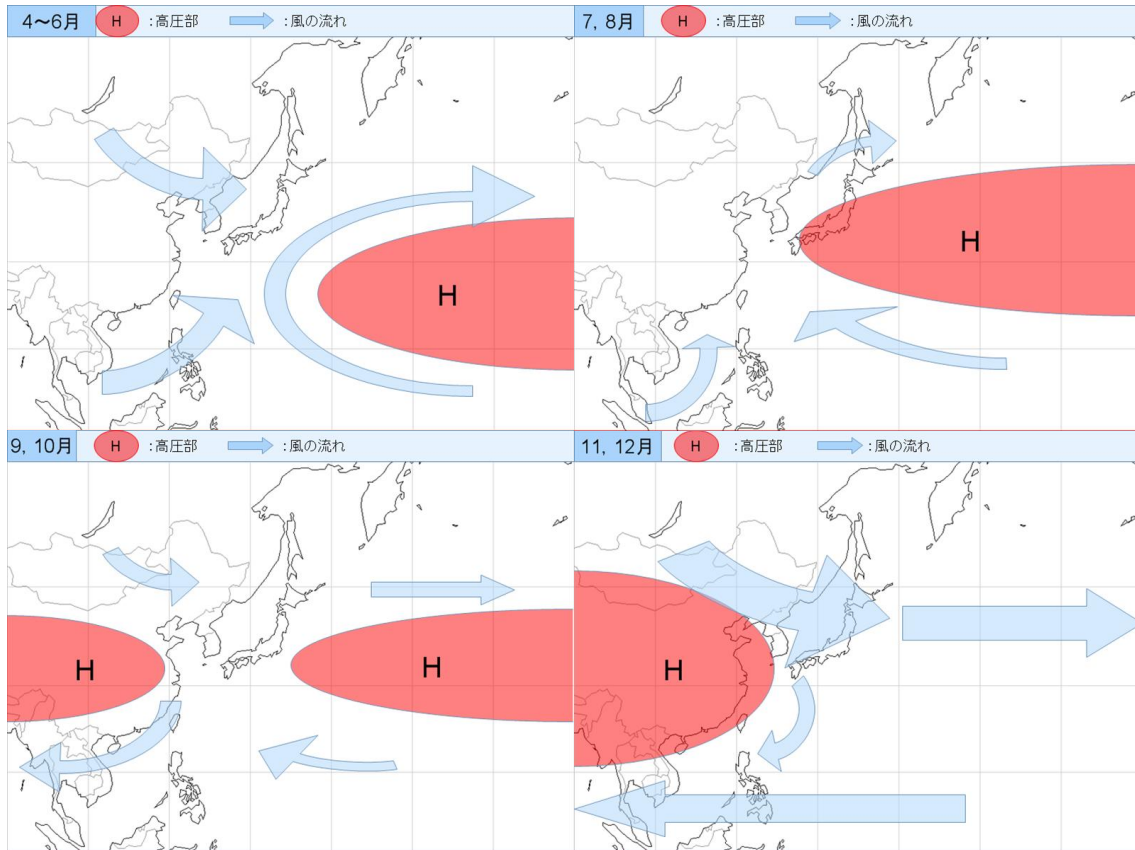 4～6月 H :高圧部 :風の流れ
7, 8月 H :高圧部 :風の流れ
H
H
9, 10月 H :高圧部 :風の流れ
11, 12月 H :高圧部 :風の流れ
H H
H